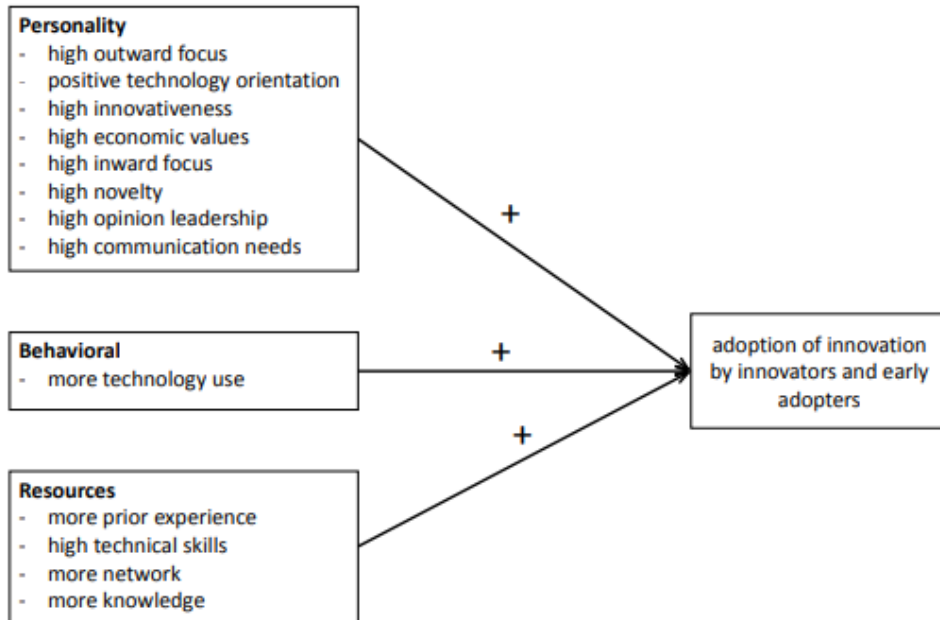 Personality
- high outward focus
- positive technology orientation
- high innovativeness
- high economic values
- high inward focus
- high novelty
- high opinion leadership
- high communication needs
+
Behavioral
- more technology use
+
adoption of innovation
by innovators and early
adopters
+
Resources
- more prior experience
- high technical skills
- more network
- more knowledge